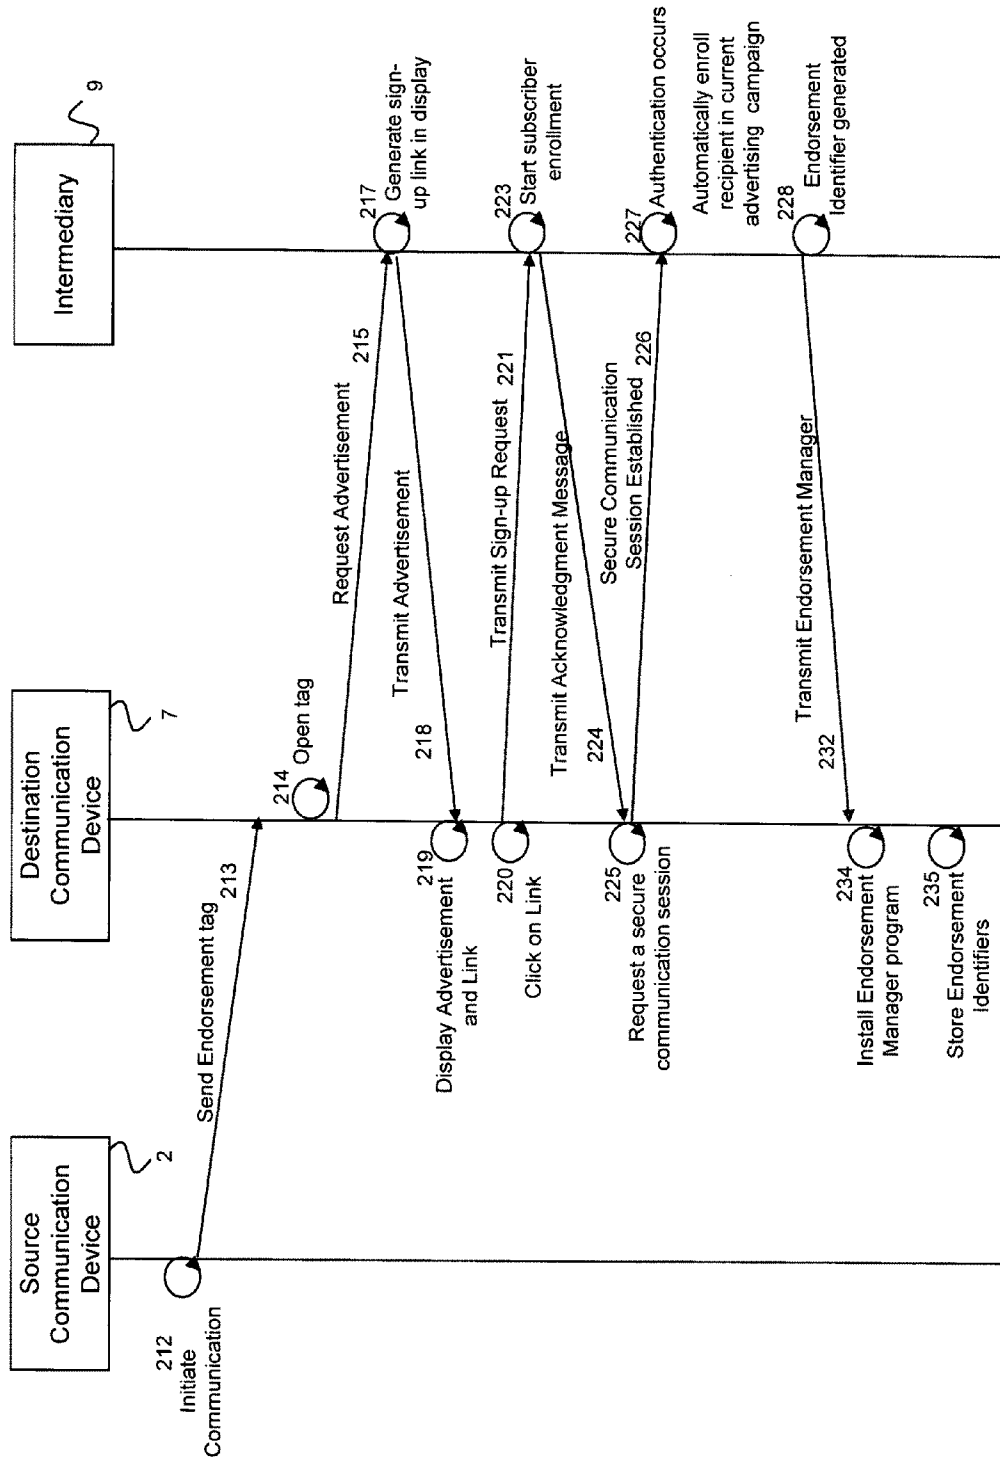 Source
Communication
Device
2
Destination
Communication
Device
7
Intermediary
9
212
Initiate
Communication
Send Endorsement tag
213
214
Open tag
Request Advertisement
215
217
Generate sign-
up link in display
Transmit Advertisement
218
219
Display Advertisement
and Link
220
Click on Link
Transmit Sign-up Request
221
223
Start subscriber
enrollment
Transmit Acknowledgment Message
224
225
Request a secure
communication session
Secure Communication
Session Established
226
227
Authentication occurs
Automatically enroll
recipient in current
advertising campaign
228
Endorsement
Identifier generated
Transmit Endorsement Manager
232
234
Install Endorsement
Manager program
235
Store Endorsement
Identifiers